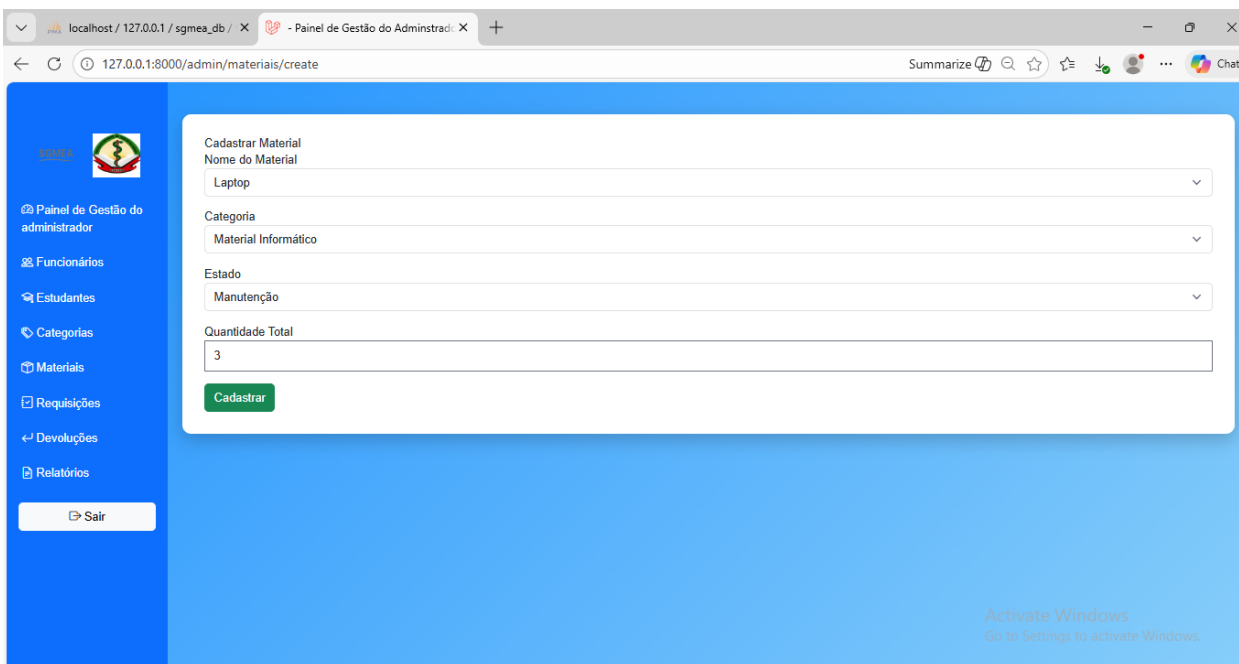 localhost / 127.0.0.1 / sgmea_db /
- Painel de Gestão do Adminstrad
127.0.0.1:8000/admin/materiais/create
Summarize
Chat
SGMEA
Painel de Gestão do
administrador
Funcionários
Estudantes
Categorias
Materiais
Requisições
Devoluções
Relatórios
Sair
Cadastrar Material
Nome do Material
Laptop
Categoria
Material Informático
Estado
Manutenção
Quantidade Total
3
Cadastrar
Activate Windows
Go to Settings to activate Windows.